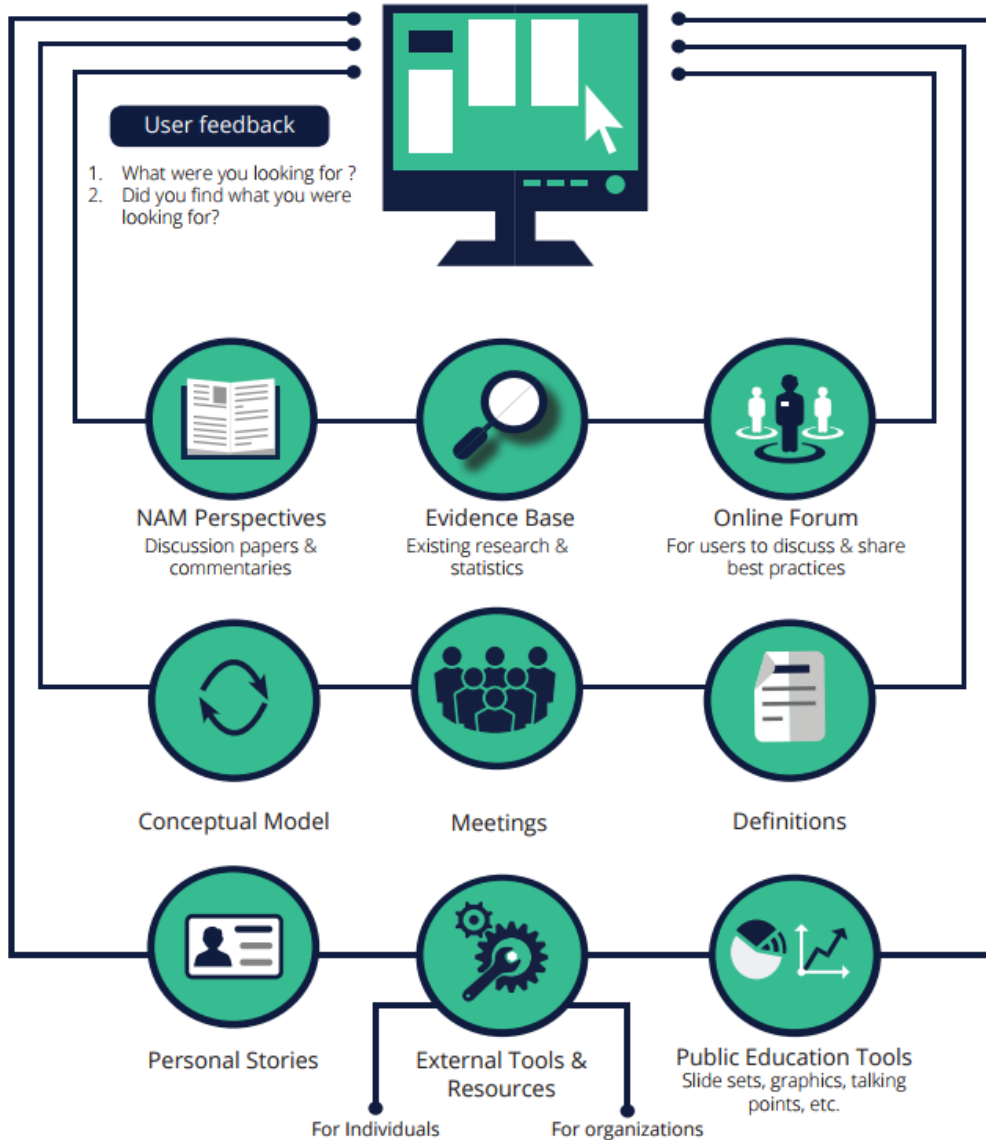 User feedback
1. What were you looking for ?
2. Did you find what you were
looking for?
NAM Perspectives
Discussion papers &
commentaries
Evidence Base
Existing research &
statistics
Online Forum
For users to discuss & share
best practices
Conceptual Model
Meetings
Definitions
Personal Stories
External Tools &
Resources
Public Education Tools
Slide sets, graphics, talking
points, etc.
For Individuals
For organizations